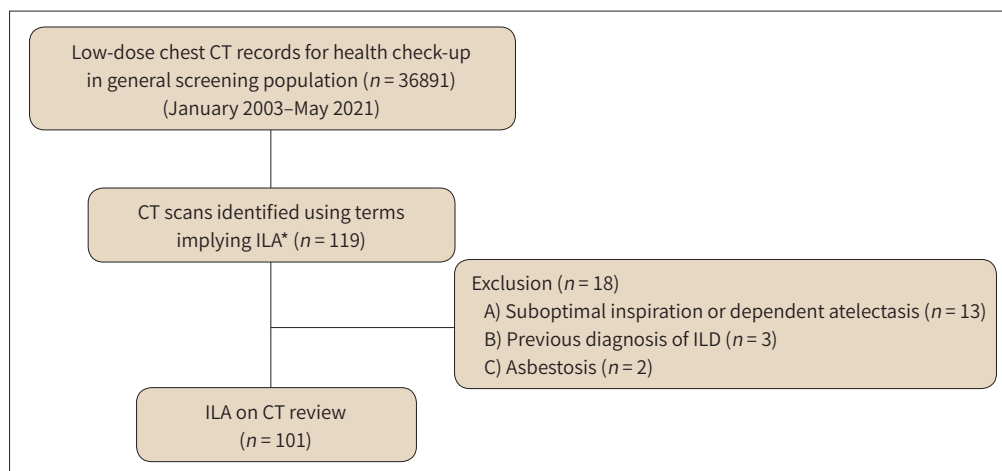 Low-dose chest CT records for health check-up
in general screening population (n = 36891)
(January 2003–May 2021)
CT scans identified using terms
implying ILA* (n = 119)
Exclusion (n = 18)
A) Suboptimal inspiration or dependent atelectasis (n = 13)
B) Previous diagnosis of ILD (n = 3)
C) Asbestosis (n = 2)
ILA on CT review
(n = 101)